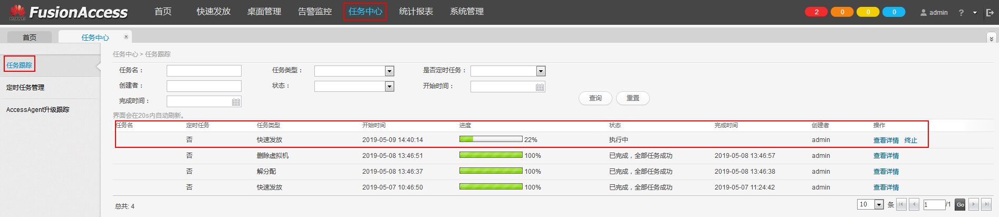 HUAWEI FusionAccess 首页 快速发放 桌面管理 告警监控 任务中心 统计报表 系统管理 2 0 0 0 admin ?
首页 任务中心 ×
任务跟踪
定时任务管理
AccessAgent升级跟踪
任务中心 > 任务跟踪
任务名： 任务类型： 是否定时任务：
创建者： 状态： 开始时间：
完成时间： 查询 重置
界面会在20s内自动刷新。
任务名 定时任务 任务类型 开始时间 进度 状态 完成时间 创建者 操作
否 快速发放 2019-05-09 14:40:14 22% 执行中 admin 查看详情 终止
否 删除虚拟机 2019-05-08 13:46:51 100% 已完成，全部任务成功 2019-05-08 13:46:57 admin 查看详情
否 解分配 2019-05-08 13:46:37 100% 已完成，全部任务成功 2019-05-08 13:46:38 admin 查看详情
否 快速发放 2019-05-07 10:46:50 100% 已完成，全部任务成功 2019-05-07 11:24:42 admin 查看详情
总共: 4 10 条 1 /1 Go